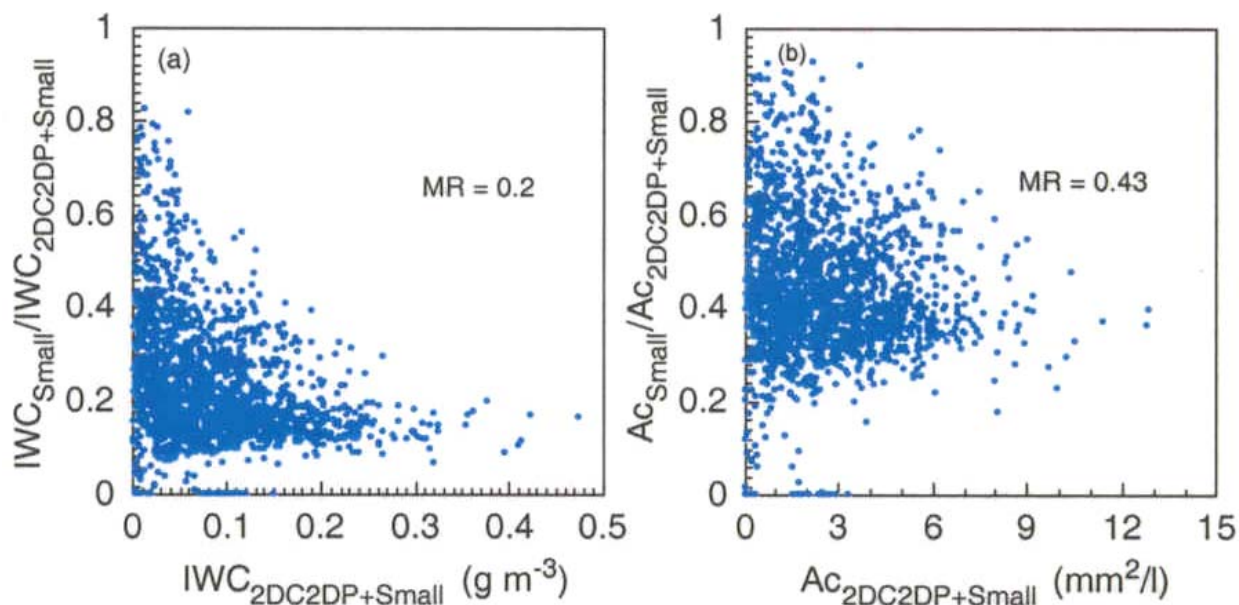 (a)
MR = 0.2
IWC_Small/IWC_2DC2DP+Small
1
0.8
0.6
0.4
0.2
0
0 0.1 0.2 0.3 0.4 0.5
IWC_2DC2DP+Small (g m^-3)
(b)
MR = 0.43
Ac_Small/Ac_2DC2DP+Small
1
0.8
0.6
0.4
0.2
0
0 3 6 9 12 15
Ac_2DC2DP+Small (mm^2/l)